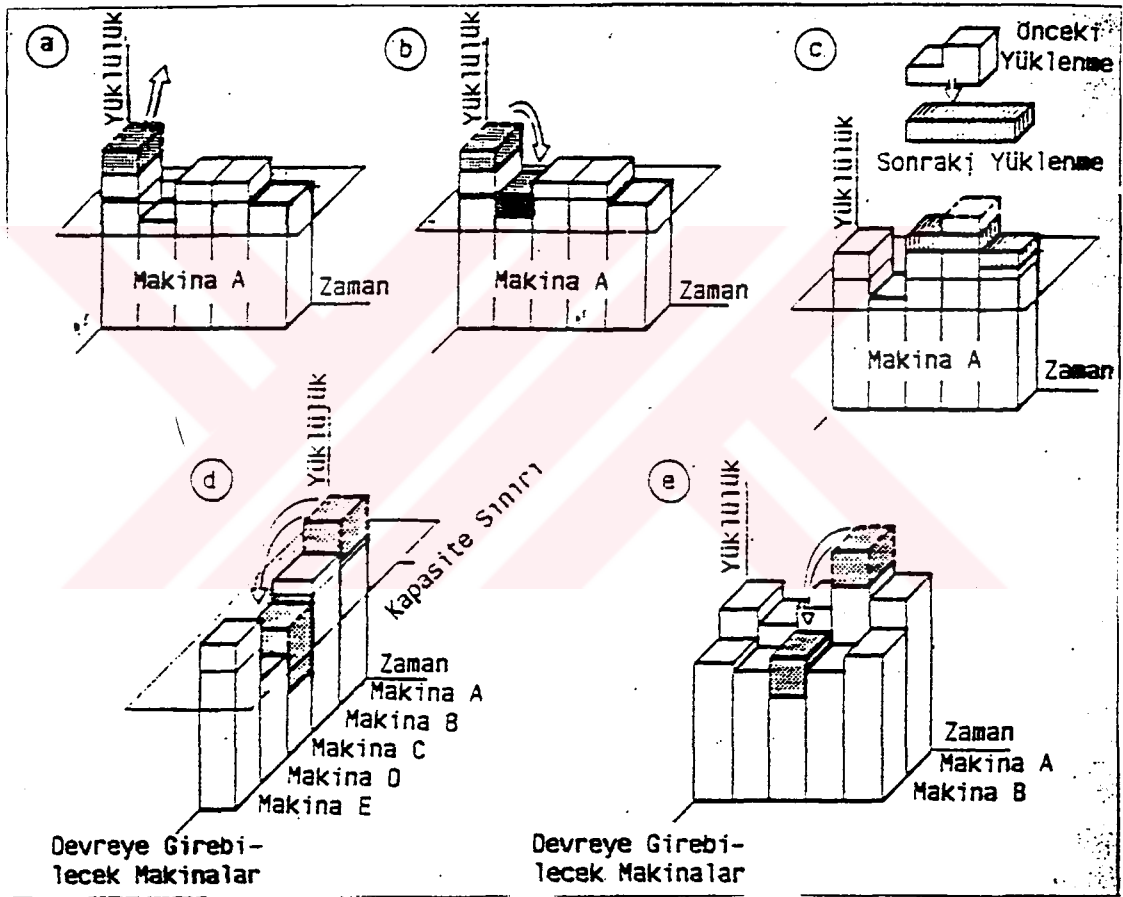 a
Yüklülük
Makina A
Zaman
b
Yüklülük
Makina A
Zaman
c
Önceki
Yüklenme
Sonraki Yüklenme
Yüklülük
Makina A
Zaman
d
Yüklülük
Kapasite Sınırı
Zaman
Makina A
Makina B
Makina C
Makina D
Makina E
Devreye Girebi-
lecek Makinalar
e
Yüklülük
Zaman
Makina A
Makina B
Devreye Girebi-
lecek Makinalar